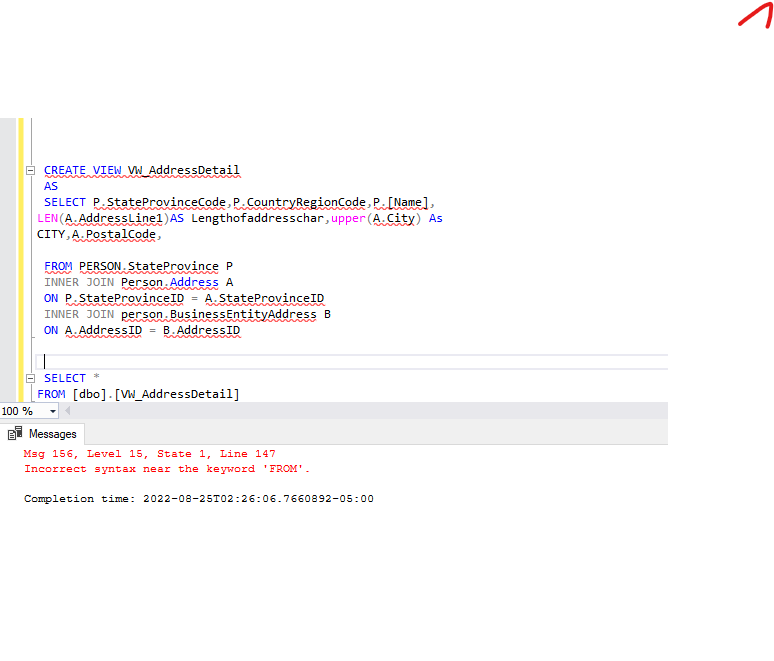 CREATE VIEW VW_AddressDetail
AS
SELECT P.StateProvinceCode,P.CountryRegionCode,P.[Name],
LEN(A.AddressLine1)AS Lengthofaddresschar,upper(A.City) As
CITY,A.PostalCode,
FROM PERSON.StateProvince P
INNER JOIN Person.Address A
ON P.StateProvinceID = A.StateProvinceID
INNER JOIN person.BusinessEntityAddress B
ON A.AddressID = B.AddressID
SELECT *
FROM [dbo].[VW_AddressDetail]
100 %
Messages
Msg 156, Level 15, State 1, Line 147
Incorrect syntax near the keyword 'FROM'.
Completion time: 2022-08-25T02:26:06.7660892-05:00